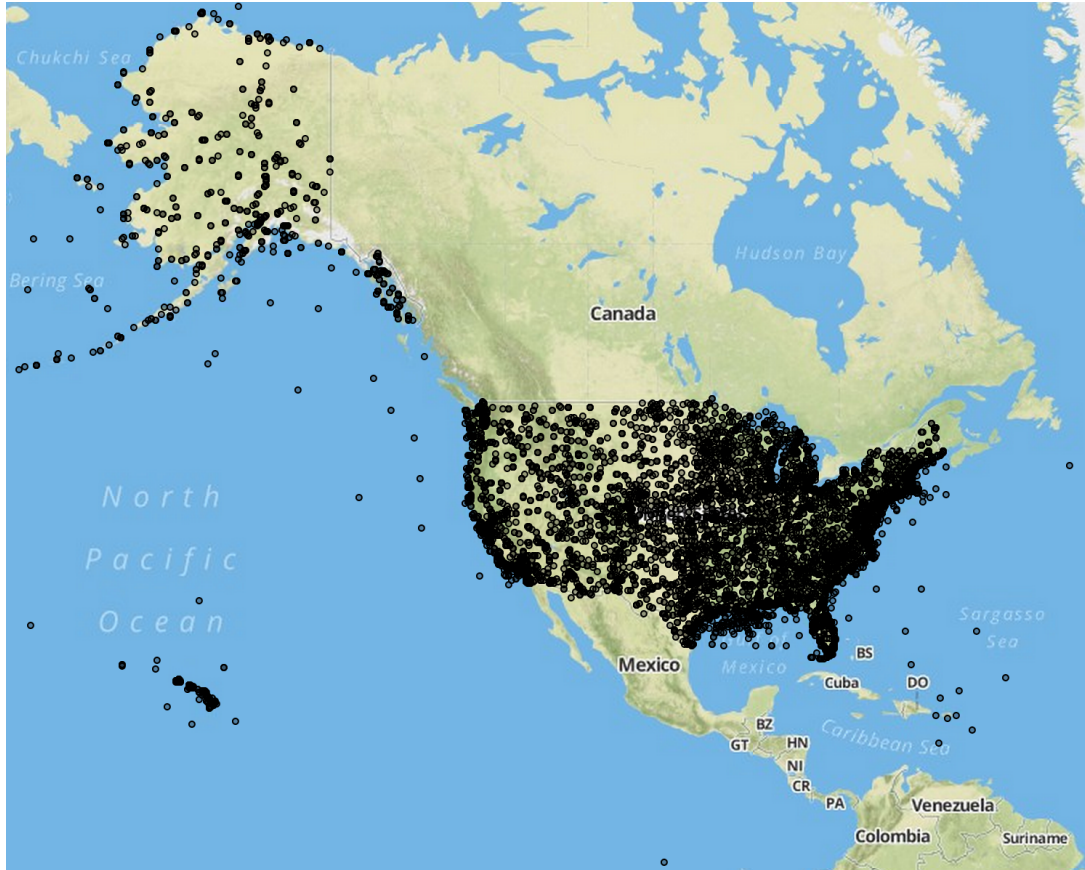 Chukchi Sea
Bering Sea
Hudson Bay
Canada
North
Pacific
Ocean
Sargasso
Sea
BS
Mexico
Mexico
Cuba
DO
BZ
GT
HN
Caribbean Sea
NI
CR
PA
Venezuela
Colombia
Suriname